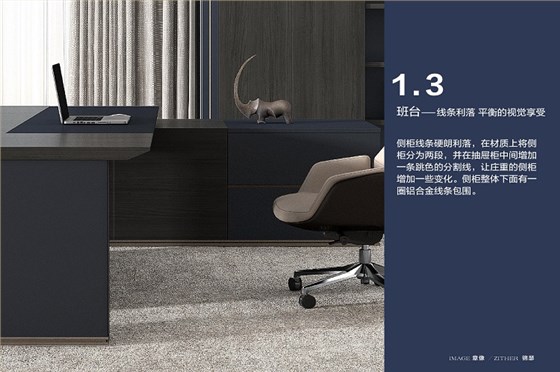 1.3
班台——线条利落 平衡的视觉享受
侧柜线条硬朗利落，在材质上将侧
柜分为两段，并在抽屉柜中间增加
一条跳色的分割线，让庄重的侧柜
增加一些变化。侧柜整体下面有一
圈铝合金线条包围。
IMAGE 意像 / ZITHER 锦瑟